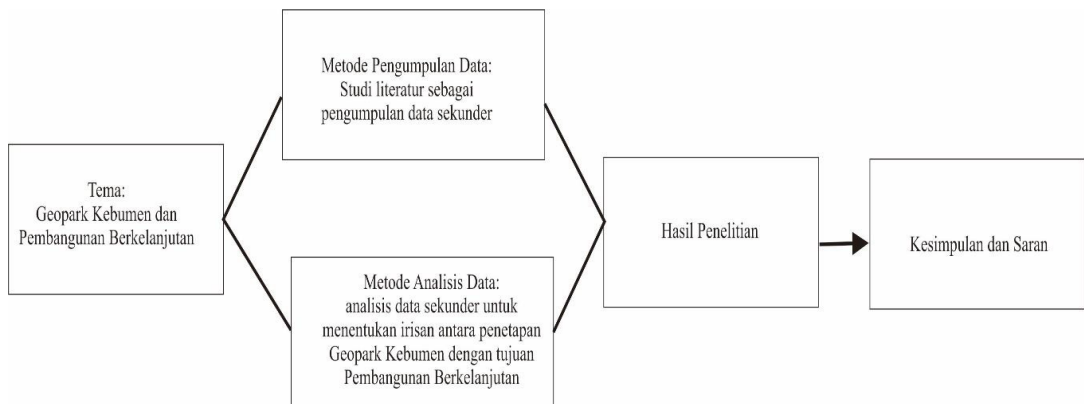 Tema:
Geopark Kebumen dan
Pembangunan Berkelanjutan
Metode Pengumpulan Data:
Studi literatur sebagai
pengumpulan data sekunder
Metode Analisis Data:
analisis data sekunder untuk
menentukan irisan antara penetapan
Geopark Kebumen dengan tujuan
Pembangunan Berkelanjutan
Hasil Penelitian
Kesimpulan dan Saran